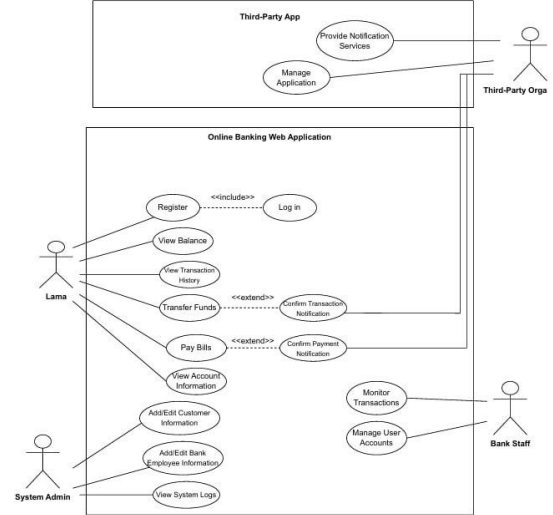 Third-Party App
Provide Notification
Services
Manage
Application
Third-Party Orga
Online Banking Web Application
<<include>>
Register
Log in
View Balance
View Transaction
History
Lama
<<extend>>
Transfer Funds
Confirm Transaction
Notification
<<extend>>
Pay Bills
Confirm Payment
Notification
View Account
Information
Monitor
Transactions
Add/Edit Customer
Information
Manage User
Accounts
Bank Staff
Add/Edit Bank
Employee Information
System Admin
View System Logs